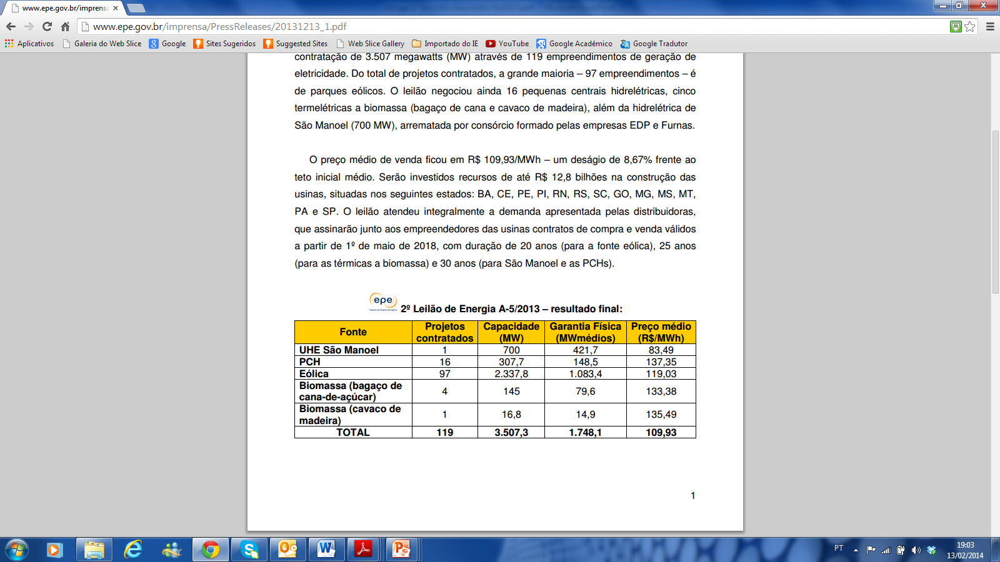 www.epe.gov.br/imprensa
www.epe.gov.br/imprensa/PressReleases/20131213_1.pdf
Aplicativos Galeria do Web Slice Google Sites Sugeridos Suggested Sites Web Slice Gallery Importado do IE YouTube Google Acadêmico Google Tradutor
contratação de 3.507 megawatts (MW) através de 119 empreendimentos de geração de
eletricidade. Do total de projetos contratados, a grande maioria – 97 empreendimentos – é
de parques eólicos. O leilão negociou ainda 16 pequenas centrais hidrelétricas, cinco
termelétricas a biomassa (bagaço de cana e cavaco de madeira), além da hidrelétrica de
São Manoel (700 MW), arrematada por consórcio formado pelas empresas EDP e Furnas.
O preço médio de venda ficou em R$ 109,93/MWh – um deságio de 8,67% frente ao
teto inicial médio. Serão investidos recursos de até R$ 12,8 bilhões na construção das
usinas, situadas nos seguintes estados: BA, CE, PE, PI, RN, RS, SC, GO, MG, MS, MT,
PA e SP. O leilão atendeu integralmente a demanda apresentada pelas distribuidoras,
que assinarão junto aos empreendedores das usinas contratos de compra e venda válidos
a partir de 1º de maio de 2018, com duração de 20 anos (para a fonte eólica), 25 anos
(para as térmicas a biomassa) e 30 anos (para São Manoel e as PCHs).
epe 2º Leilão de Energia A-5/2013 – resultado final:
Fonte Projetos contratados Capacidade (MW) Garantia Física (MWmédios) Preço médio (R$/MWh)
UHE São Manoel 1 700 421,7 83,49
PCH 16 307,7 148,5 137,35
Eólica 97 2.337,8 1.083,4 119,03
Biomassa (bagaço de cana-de-açúcar) 4 145 79,6 133,38
Biomassa (cavaco de madeira) 1 16,8 14,9 135,49
TOTAL 119 3.507,3 1.748,1 109,93
1
PT
19:03
13/02/2014